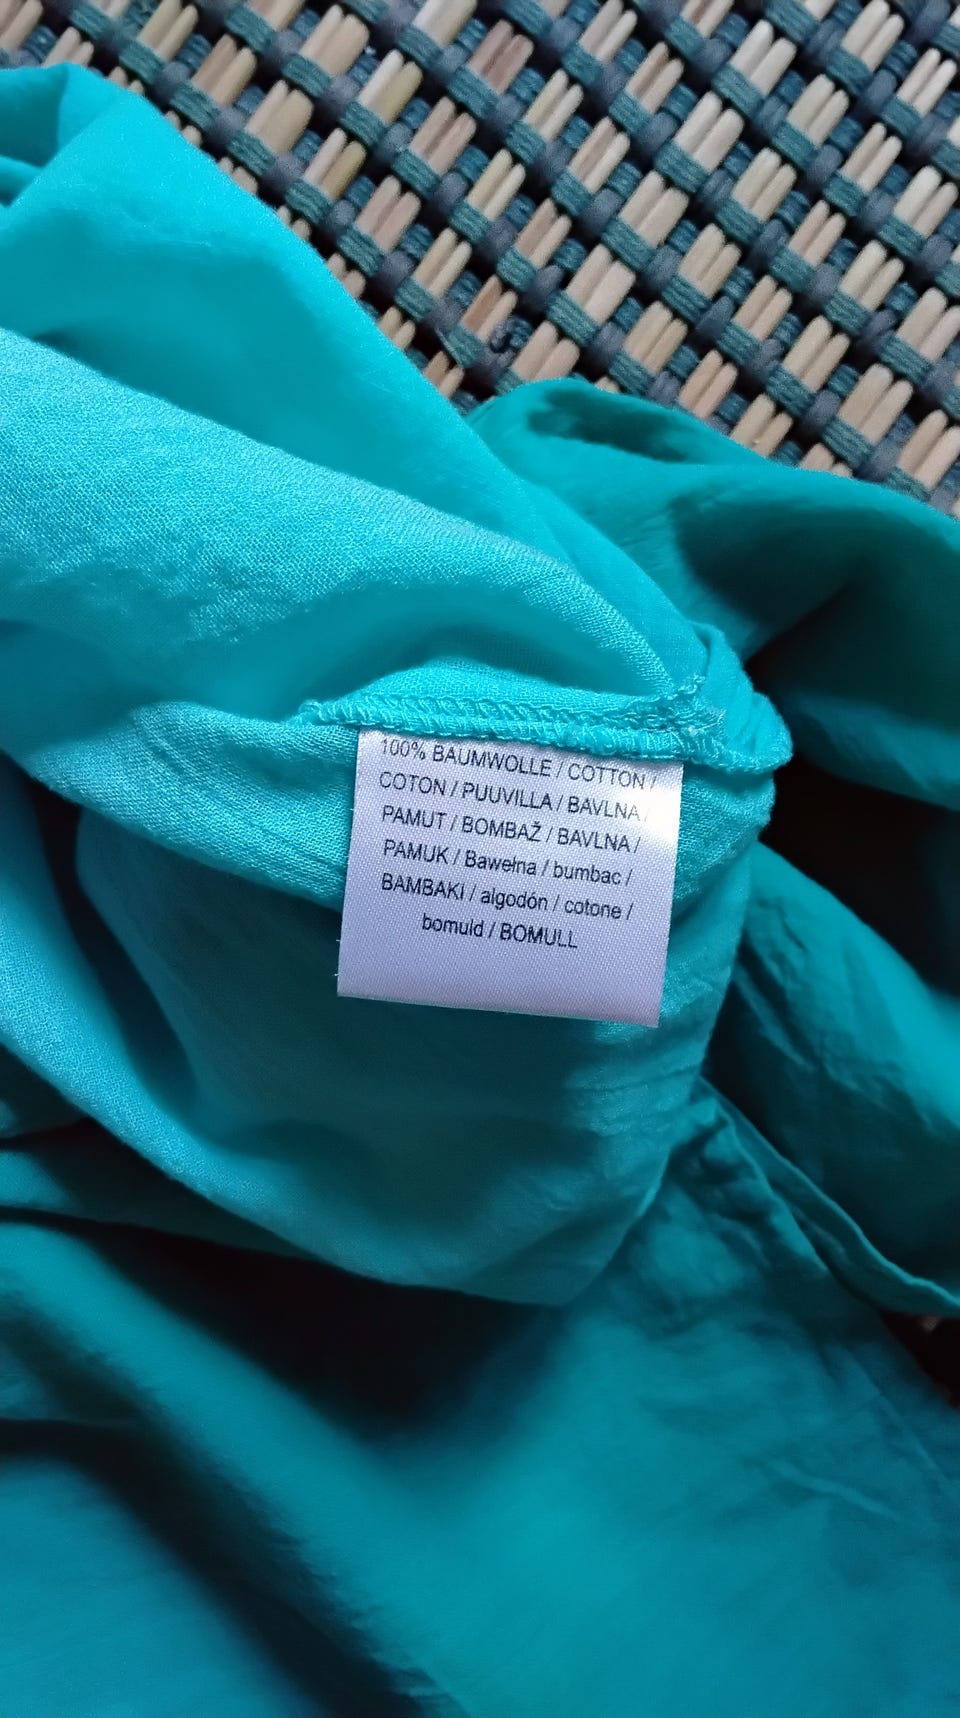 100% BAUMWOLLE / COTTON /
COTON / PUUVILLA / BAVLNA /
PAMUT / BOMBAŽ / BAVLNA /
PAMUK / Bawełna / bumbac /
BAMBAKI / algodón / cotone /
bomuld / BOMULL